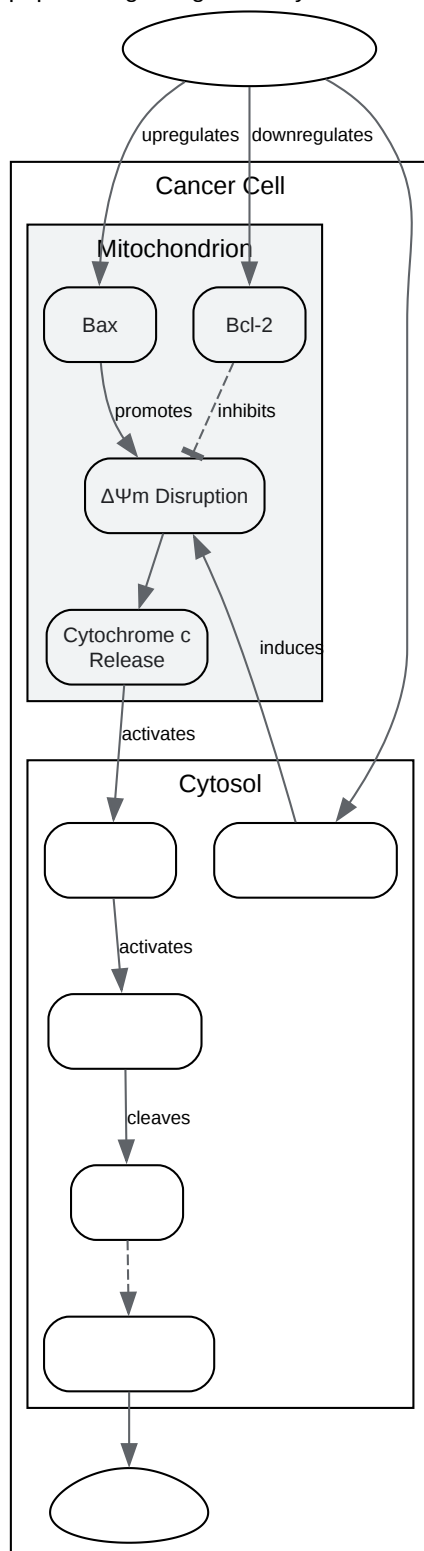 upregulates
downregulates
Cancer Cell
Mitochondrion
Bax
Bcl-2
promotes
inhibits
ΔΨm Disruption
Cytochrome c
Release
induces
activates
Cytosol
activates
cleaves